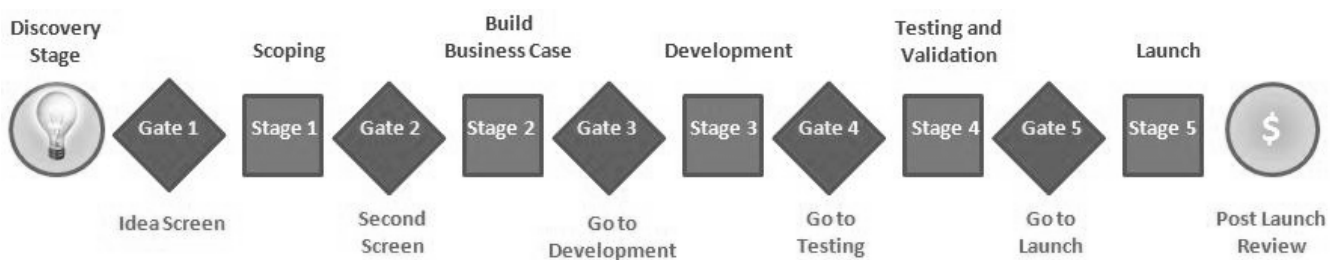 Discovery
Stage
Scoping
Build
Business Case
Development
Testing and
Validation
Launch
Gate 1
Stage 1
Gate 2
Stage 2
Gate 3
Stage 3
Gate 4
Stage 4
Gate 5
Stage 5
$
Idea Screen
Second
Screen
Go to
Development
Go to
Testing
Go to
Launch
Post Launch
Review